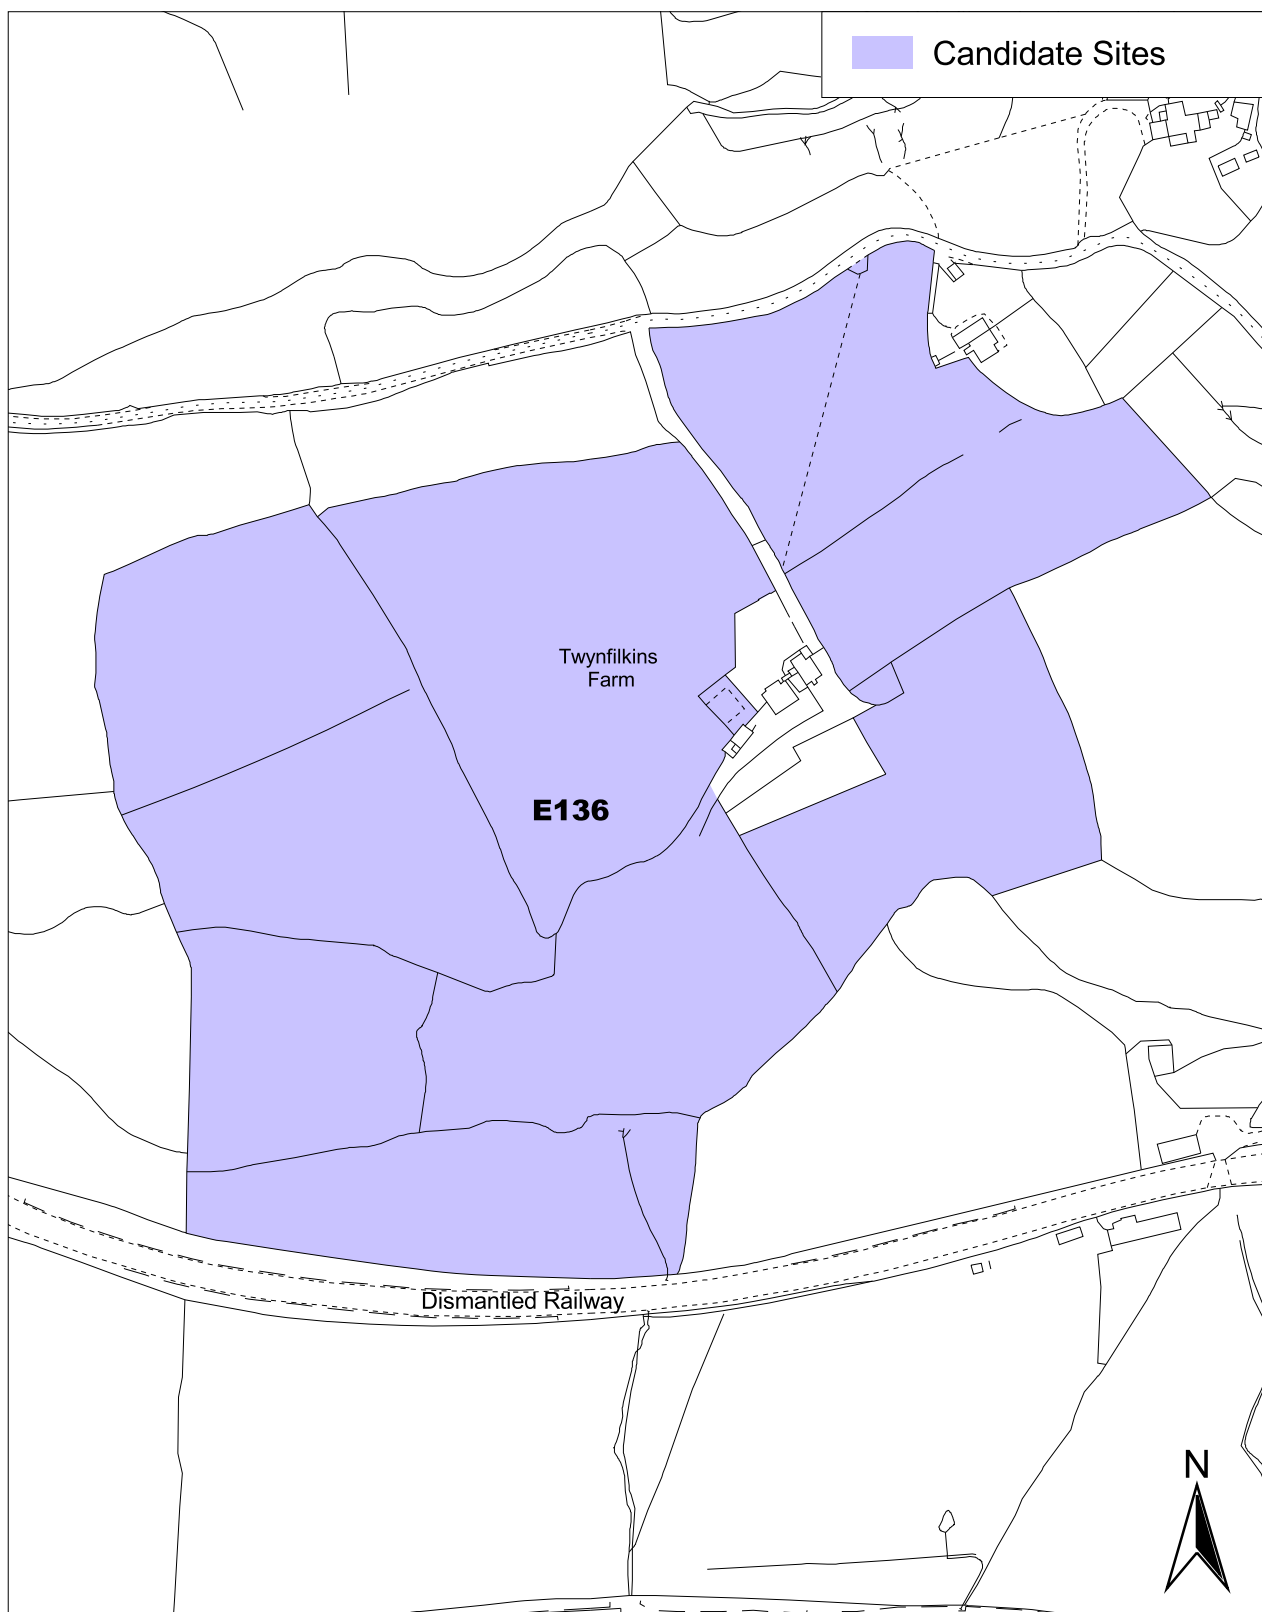 Candidate Sites
Twynfilkins
Farm
E136
Dismantled Railway
N